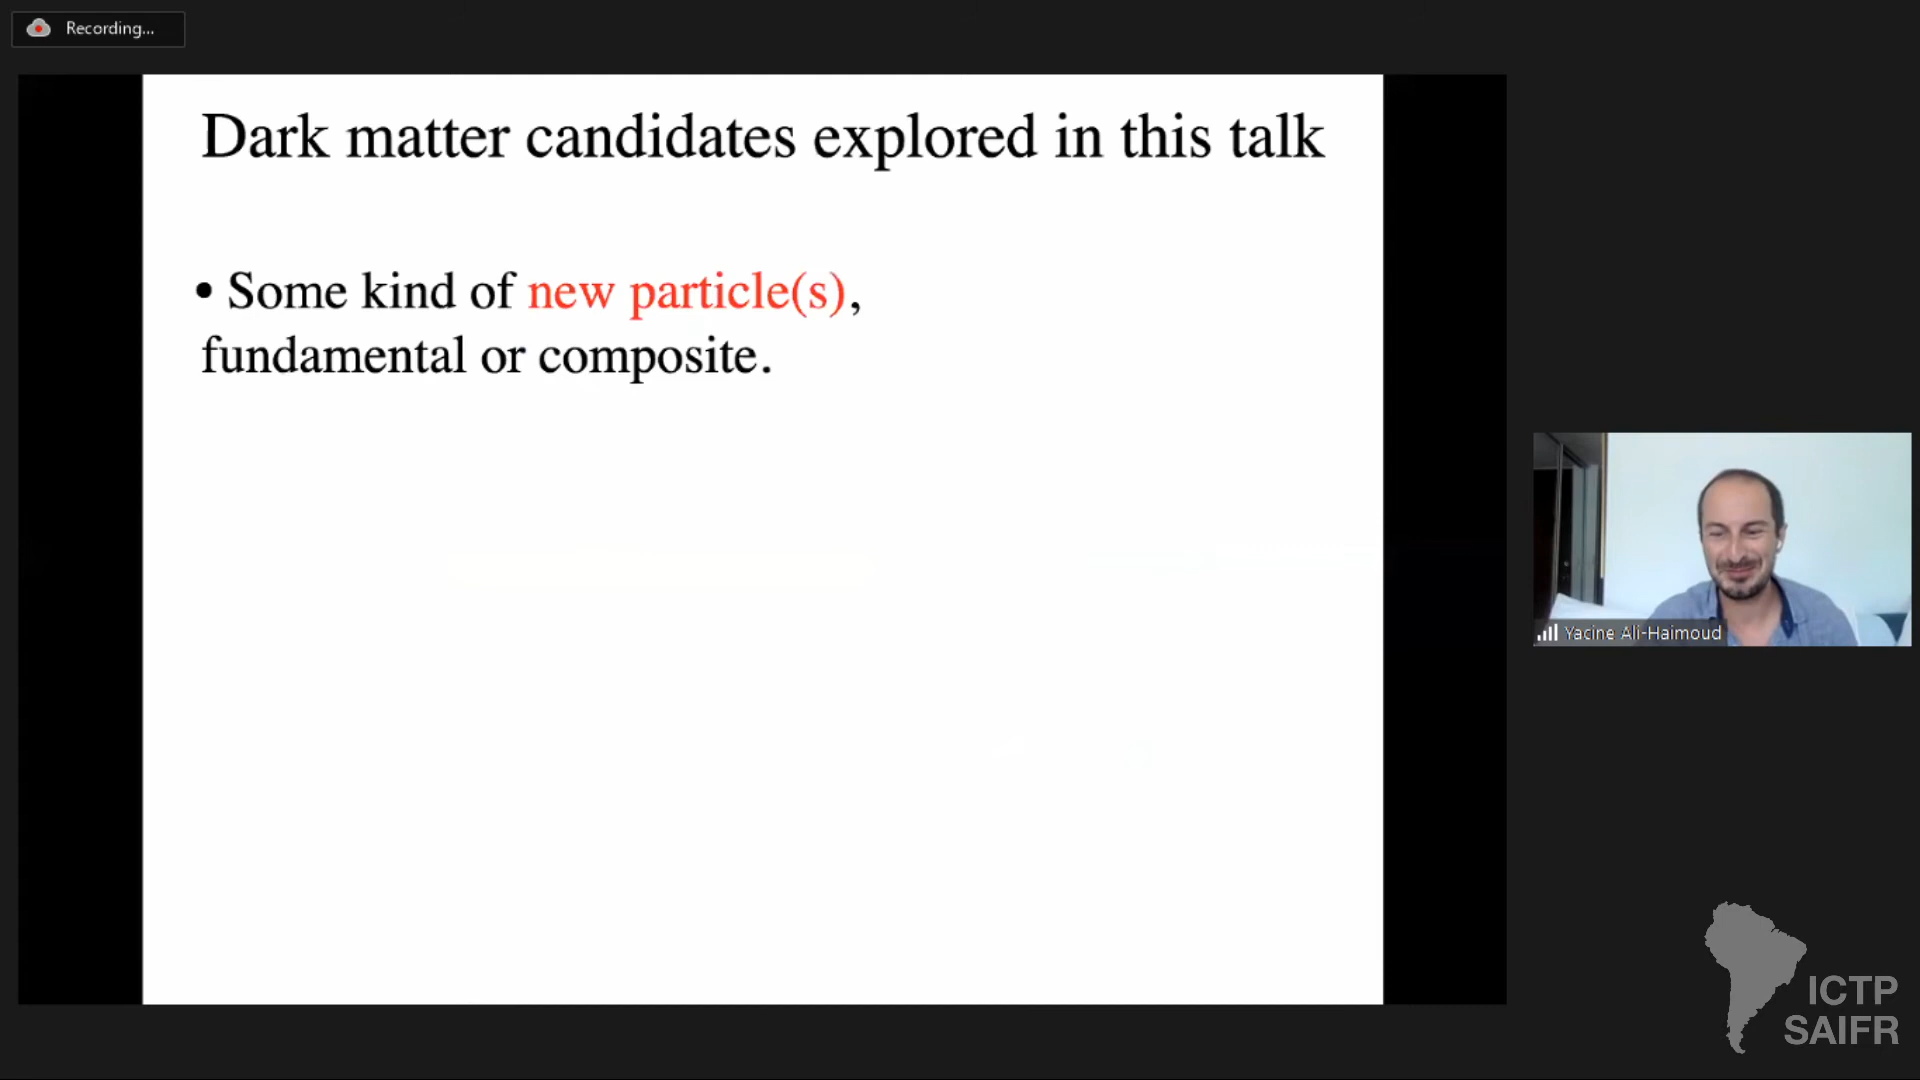 Recording...
Dark matter candidates explored in this talk
• Some kind of new particle(s),
fundamental or composite.
Yacine Ali-Haimoud
ICTP
SAIFR